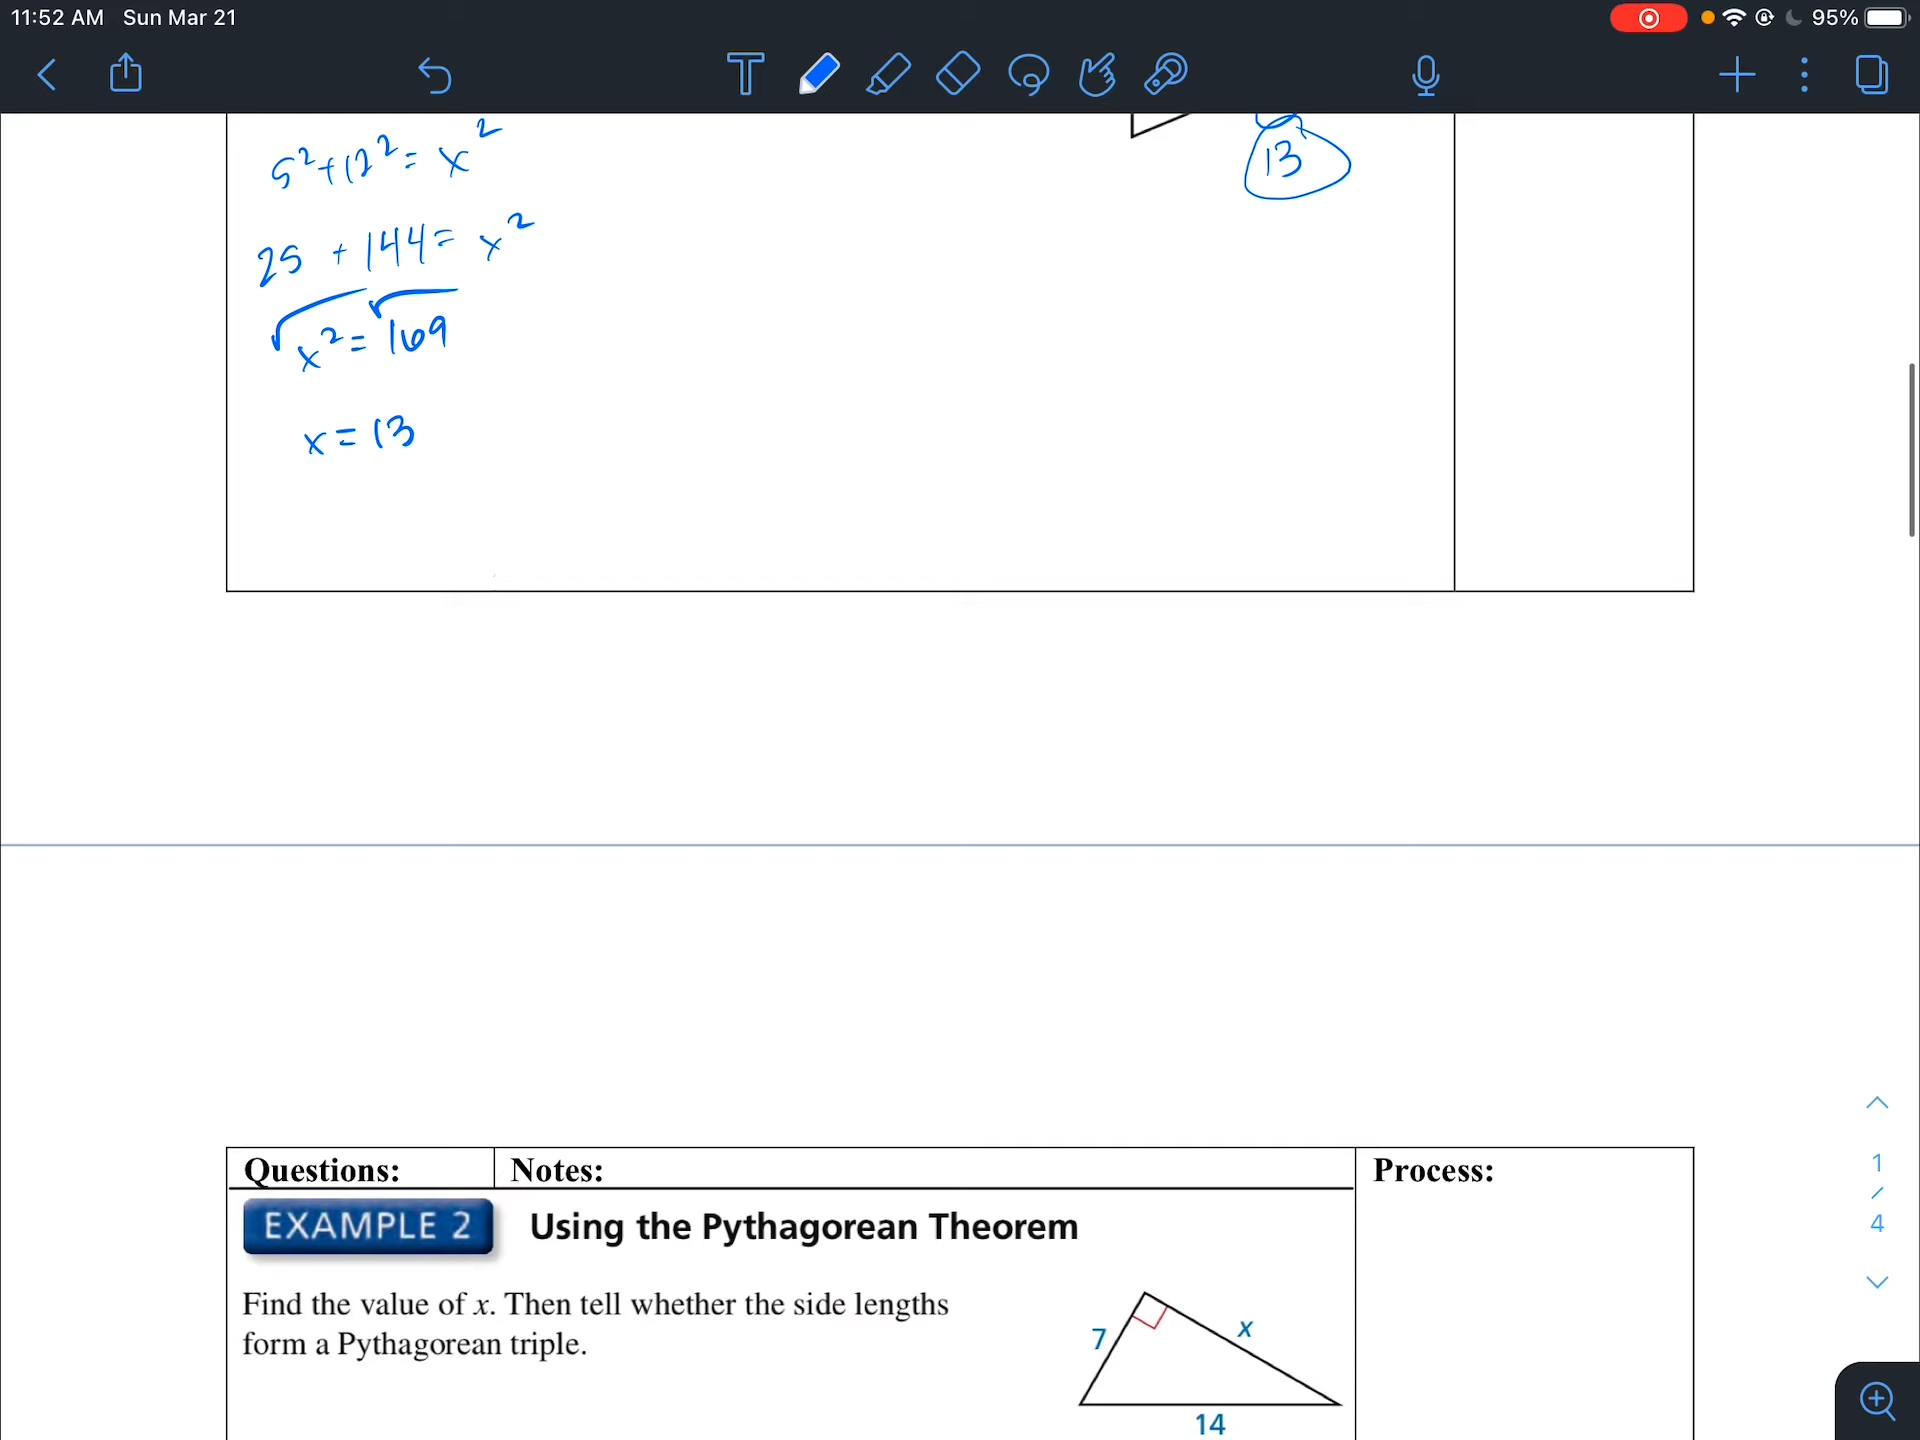 11:52 AM Sun Mar 21
95%
5²+12²= x²
13
25 + 144= x²
√x² = √169
x = 13
Questions:
Notes:
Process:
EXAMPLE 2
Using the Pythagorean Theorem
Find the value of x. Then tell whether the side lengths
form a Pythagorean triple.
7
x
14
1
/
4